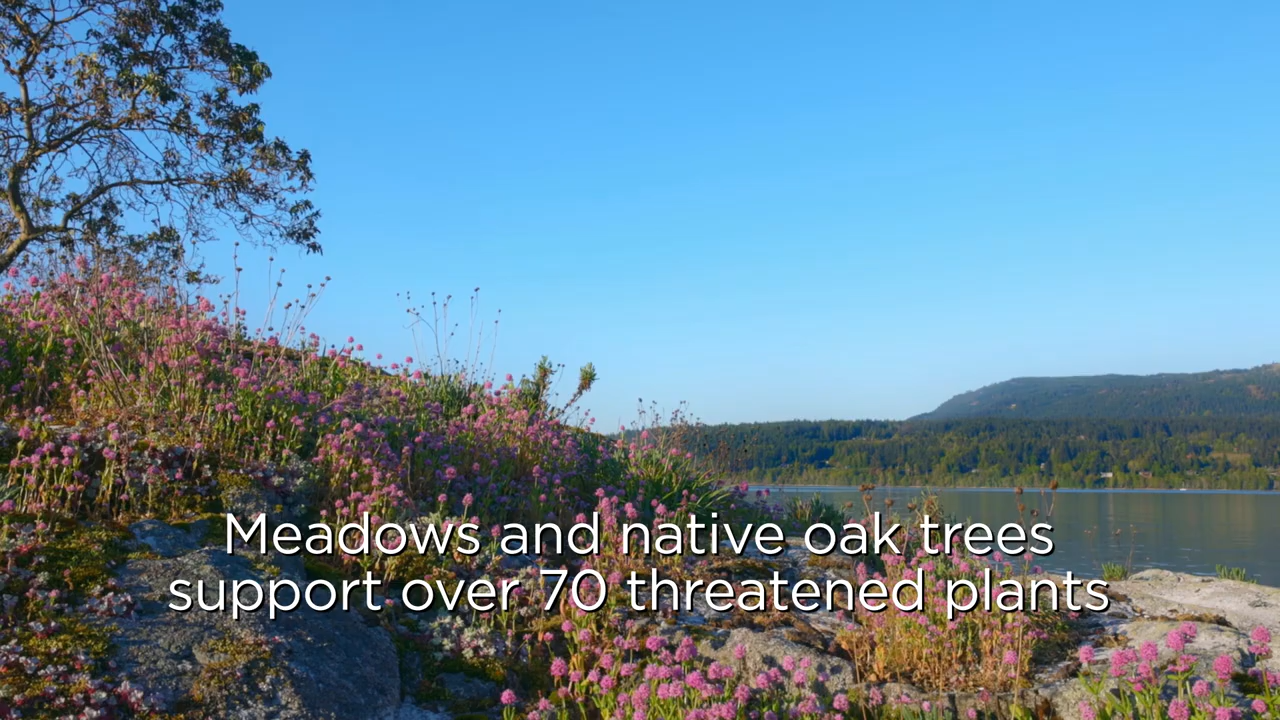 Meadows and native oak trees
support over 70 threatened plants